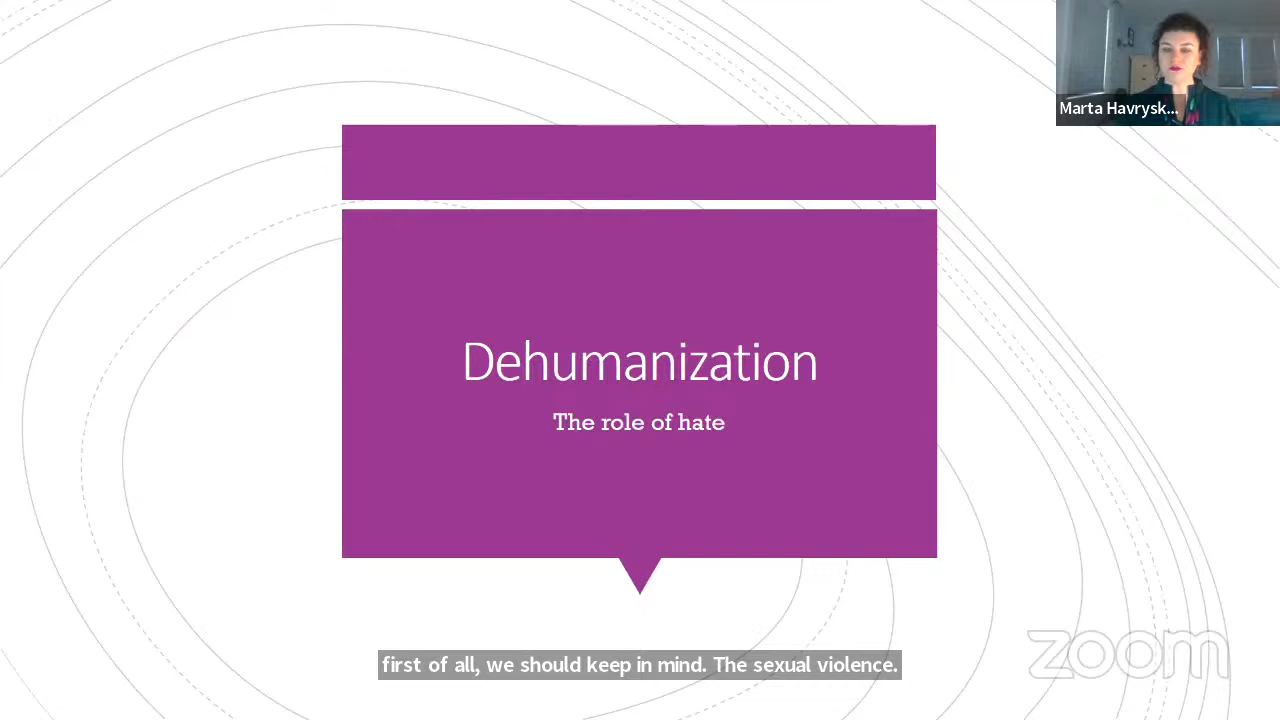 Marta Havrysk...
Dehumanization
The role of hate
first of all, we should keep in mind. The sexual violence.
zoom